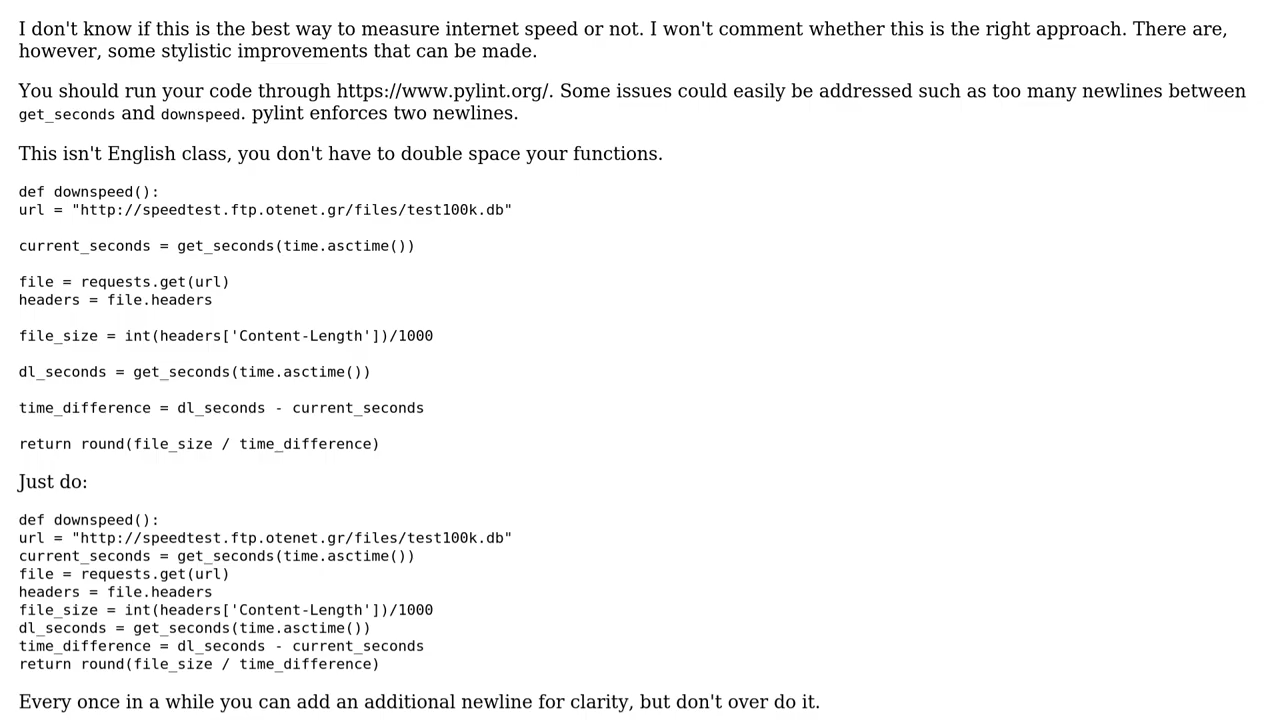 I don't know if this is the best way to measure internet speed or not. I won't comment whether this is the right approach. There are,
however, some stylistic improvements that can be made.
You should run your code through https://www.pylint.org/. Some issues could easily be addressed such as too many newlines between
get_seconds and downspeed. pylint enforces two newlines.
This isn't English class, you don't have to double space your functions.
def downspeed():
url = "http://speedtest.ftp.otenet.gr/files/test100k.db"
current_seconds = get_seconds(time.asctime())
file = requests.get(url)
headers = file.headers
file_size = int(headers['Content-Length'])/1000
dl_seconds = get_seconds(time.asctime())
time_difference = dl_seconds - current_seconds
return round(file_size / time_difference)
Just do:
def downspeed():
url = "http://speedtest.ftp.otenet.gr/files/test100k.db"
current_seconds = get_seconds(time.asctime())
file = requests.get(url)
headers = file.headers
file_size = int(headers['Content-Length'])/1000
dl_seconds = get_seconds(time.asctime())
time_difference = dl_seconds - current_seconds
return round(file_size / time_difference)
Every once in a while you can add an additional newline for clarity, but don't over do it.